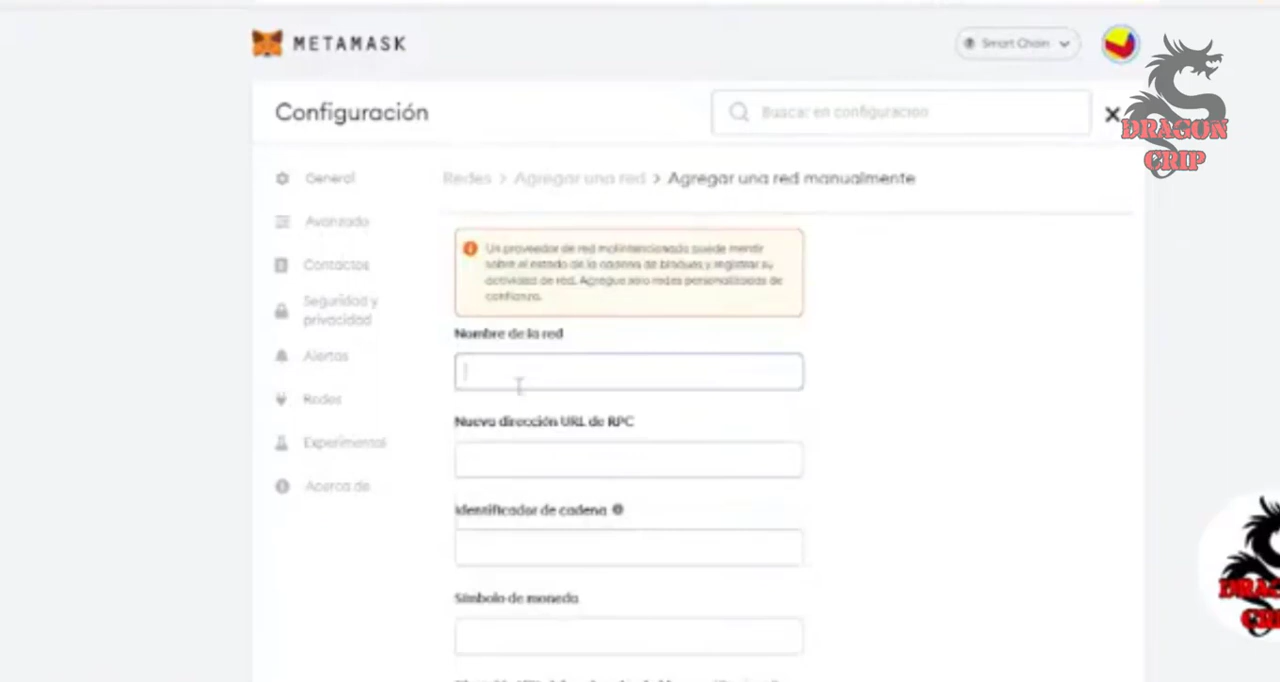 METAMASK
Smart Chain
DRAGON
CRIP
Configuración
Buscar en configuración
General
Avanzado
Contactos
Seguridad y
privacidad
Alertas
Redes
Experimental
Acerca de
Redes > Agregar una red > Agregar una red manualmente
Un proveedor de red malintencionado puede mentir
sobre el estado de la cadena de bloques y registrar su
actividad de red. Agregue solo redes personalizadas de
confianza.
Nombre de la red
Nueva dirección URL de RPC
Identificador de cadena
Símbolo de moneda